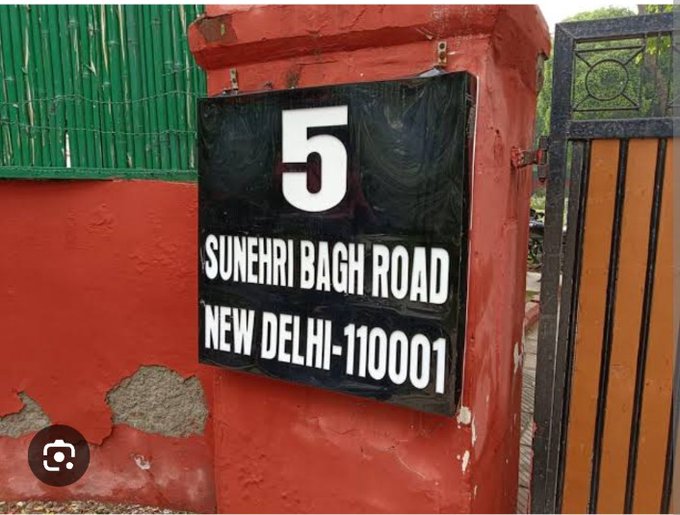 5
SUNEHRI BAGH ROAD
NEW DELHI-110001